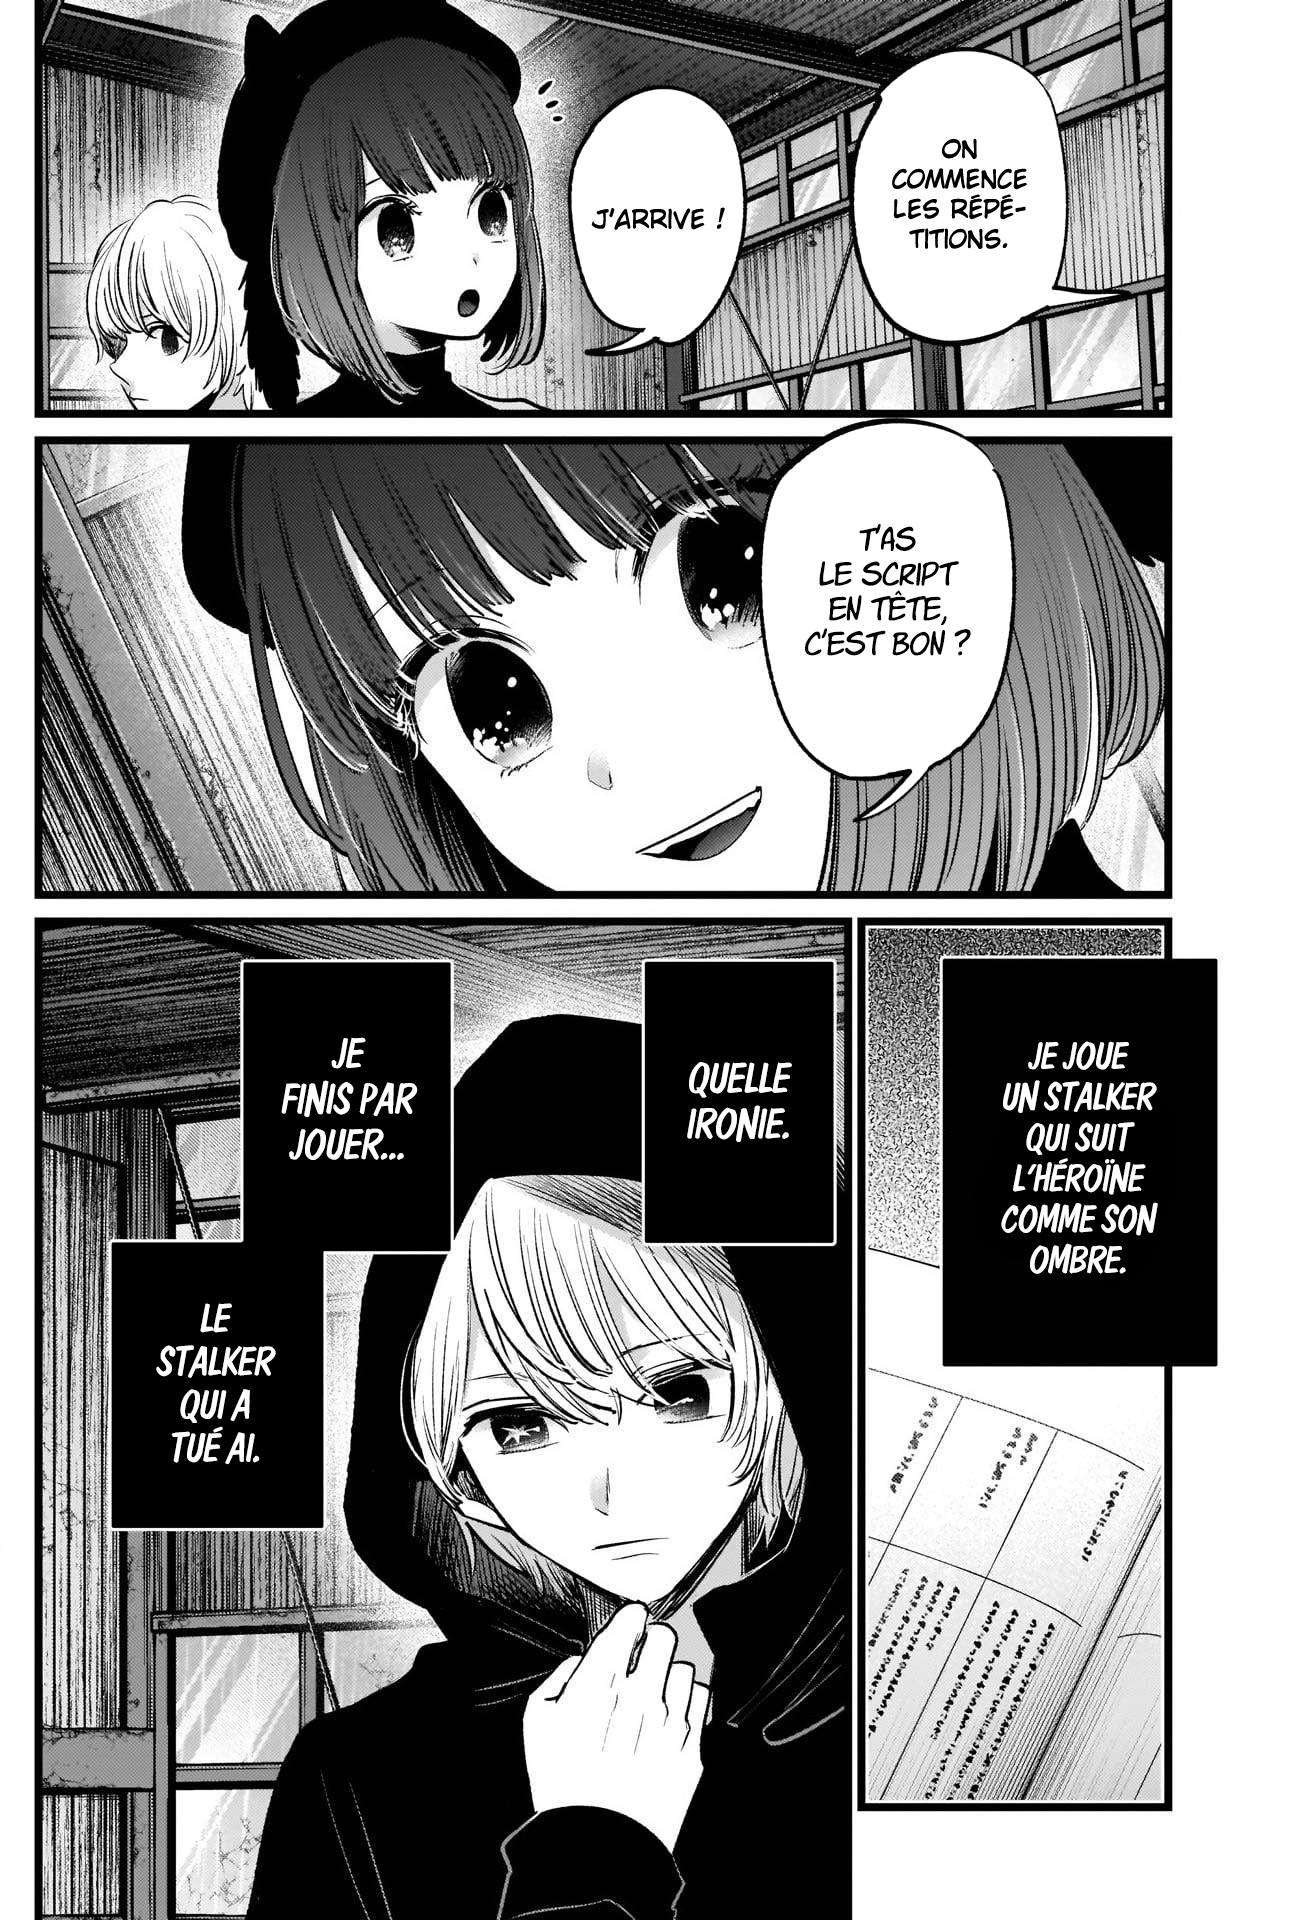 ON
COMMENCE
LES RÉPÉ-
TITIONS.
J'ARRIVE !
T'AS
LE SCRIPT
EN TÊTE,
C'EST BON ?
JE JOUE
UN STALKER
QUI SUIT
L'HÉROÏNE
COMME SON
OMBRE.
QUELLE
IRONIE.
JE
FINIS PAR
JOUER...
LE
STALKER
QUI A
TUÉ AI.